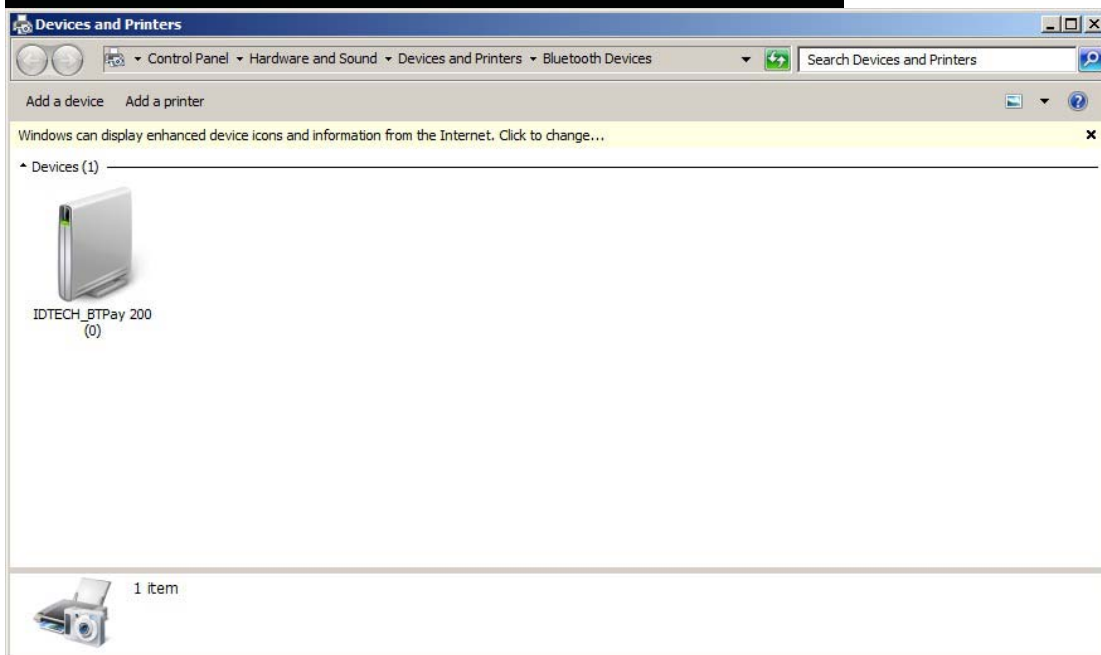 Devices and Printers
Control Panel Hardware and Sound Devices and Printers Bluetooth Devices Search Devices and Printers
Add a device Add a printer
Windows can display enhanced device icons and information from the Internet. Click to change...
Devices (1)
IDTECH_BTPay 200
(0)
1 item